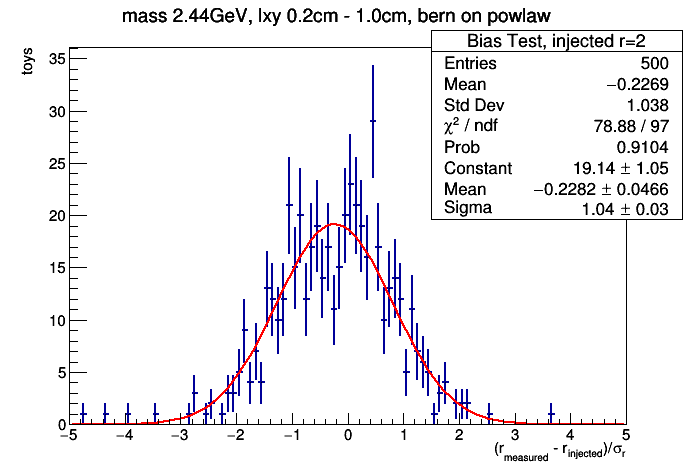 mass 2.44GeV, lxy 0.2cm - 1.0cm, bern on powlaw
Bias Test, injected r=2
Entries 500
Mean −0.2269
Std Dev 1.038
χ² / ndf 78.88 / 97
Prob 0.9104
Constant 19.14 ± 1.05
Mean −0.2282 ± 0.0466
Sigma 1.04 ± 0.03
toys
35
30
25
20
15
10
5
0
−5 −4 −3 −2 −1 0 1 2 3 4 5
(r_measured - r_injected)/σ_r